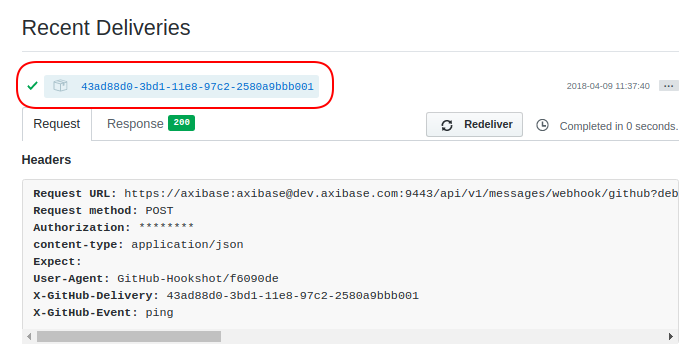 Recent Deliveries
43ad88d0-3bd1-11e8-97c2-2580a9bbb001
2018-04-09 11:37:40 ...
Request Response 200 Redeliver Completed in 0 seconds.
Headers
Request URL: https://axibase:axibase@dev.axibase.com:9443/api/v1/messages/webhook/github?deb
Request method: POST
Authorization: ********
content-type: application/json
Expect:
User-Agent: GitHub-Hookshot/f6090de
X-GitHub-Delivery: 43ad88d0-3bd1-11e8-97c2-2580a9bbb001
X-GitHub-Event: ping